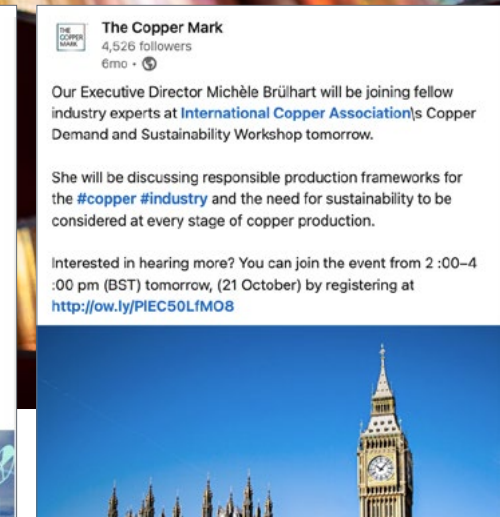 THE
COPPER
MARK
The Copper Mark
4,526 followers
6mo •
Our Executive Director Michèle Brülhart will be joining fellow
industry experts at International Copper Association\s Copper
Demand and Sustainability Workshop tomorrow.
She will be discussing responsible production frameworks for
the #copper #industry and the need for sustainability to be
considered at every stage of copper production.
Interested in hearing more? You can join the event from 2 :00–4
:00 pm (BST) tomorrow, (21 October) by registering at
http://ow.ly/PlEC50LfMO8